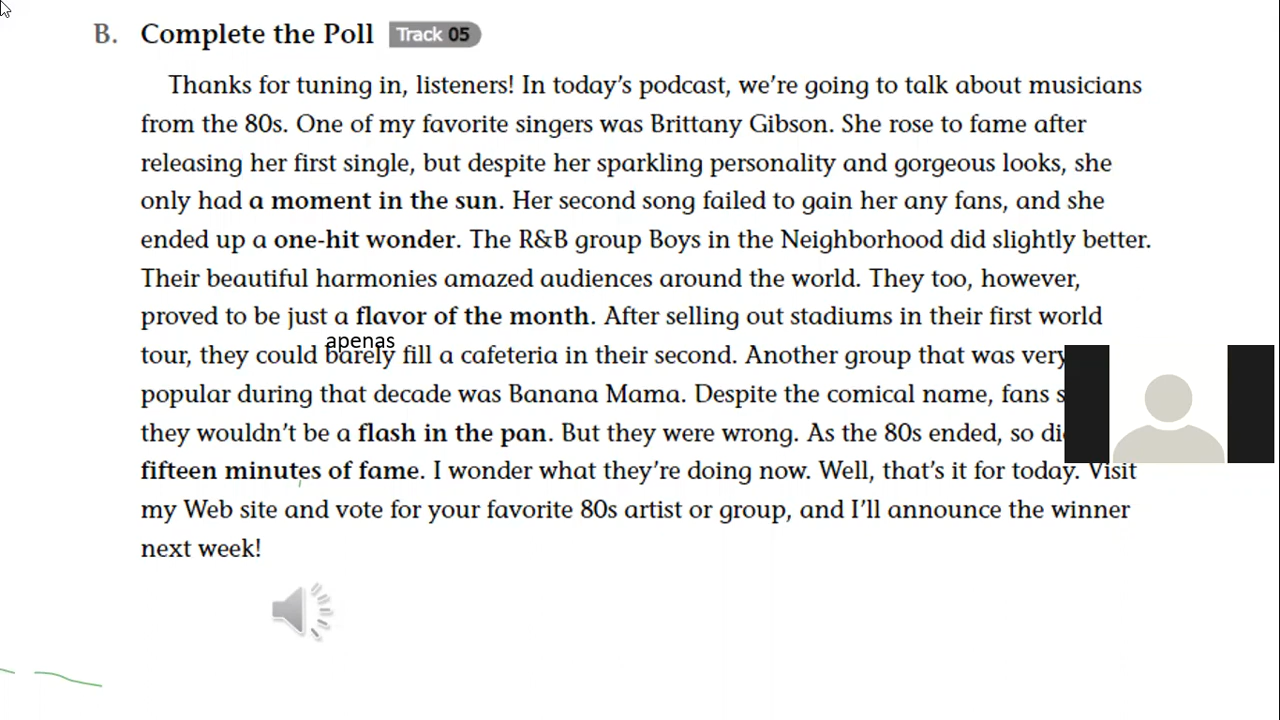 B. Complete the Poll Track 05
Thanks for tuning in, listeners! In today's podcast, we're going to talk about musicians
from the 80s. One of my favorite singers was Brittany Gibson. She rose to fame after
releasing her first single, but despite her sparkling personality and gorgeous looks, she
only had a moment in the sun. Her second song failed to gain her any fans, and she
ended up a one-hit wonder. The R&B group Boys in the Neighborhood did slightly better.
Their beautiful harmonies amazed audiences around the world. They too, however,
proved to be just a flavor of the month. After selling out stadiums in their first world
apenas
tour, they could barely fill a cafeteria in their second. Another group that was very
popular during that decade was Banana Mama. Despite the comical name, fans
they wouldn't be a flash in the pan. But they were wrong. As the 80s ended, so
fifteen minutes of fame. I wonder what they're doing now. Well, that's it for today. Visit
my Web site and vote for your favorite 80s artist or group, and I'll announce the winner
next week!